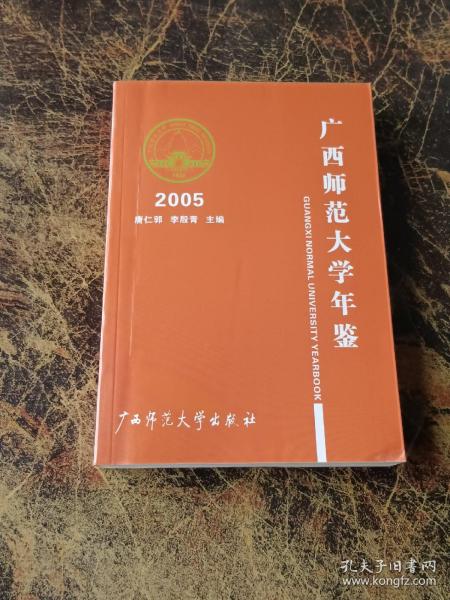 广西师范大学年鉴
GUANGXI NORMAL UNIVERSITY YEARBOOK
2005
唐仁郭 李殷青 主编
广西师范大学出版社
孔夫子旧书网
www.kongfz.com